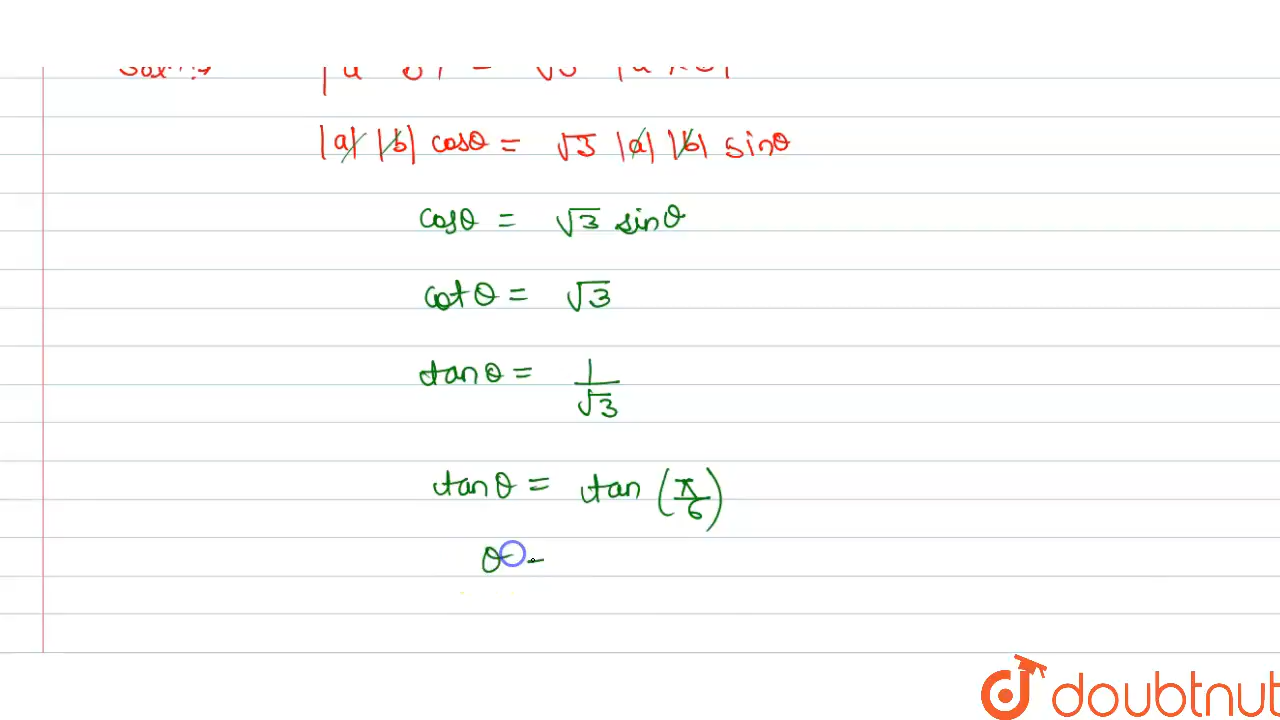 |a| |b| cosθ = √3 |a| |b| sinθ
cosθ = √3 sinθ
cotθ = √3
tanθ = 1/√3
tanθ = tan (π/6)
θ =
doubtnut